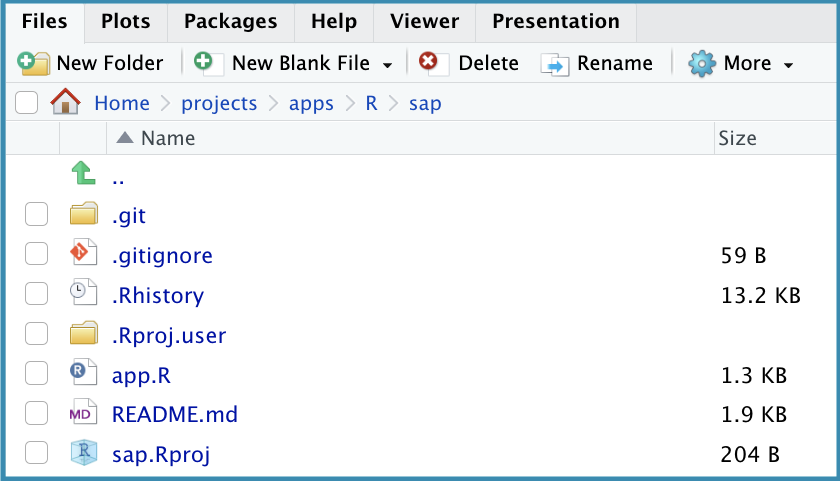 Files Plots Packages Help Viewer Presentation
New Folder New Blank File Delete Rename More
Home projects apps R sap
Name Size
..
.git
.gitignore 59 B
.Rhistory 13.2 KB
.Rproj.user
R app.R 1.3 KB
MD README.md 1.9 KB
R sap.Rproj 204 B